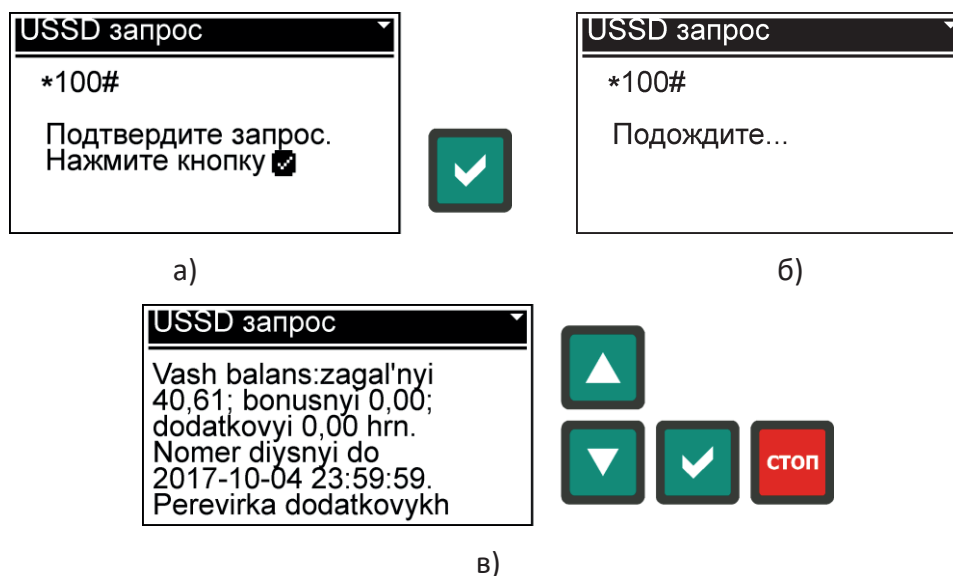 USSD запрос
*100#
Подтвердите запрос.
Нажмите кнопку
а)
USSD запрос
*100#
Подождите...
б)
USSD запрос
Vash balans:zagal'nyi
40,61; bonusnyi 0,00;
dodatkovyi 0,00 hrn.
Nomer diysnyi do
2017-10-04 23:59:59.
Perevirka dodatkovykh
стоп
в)